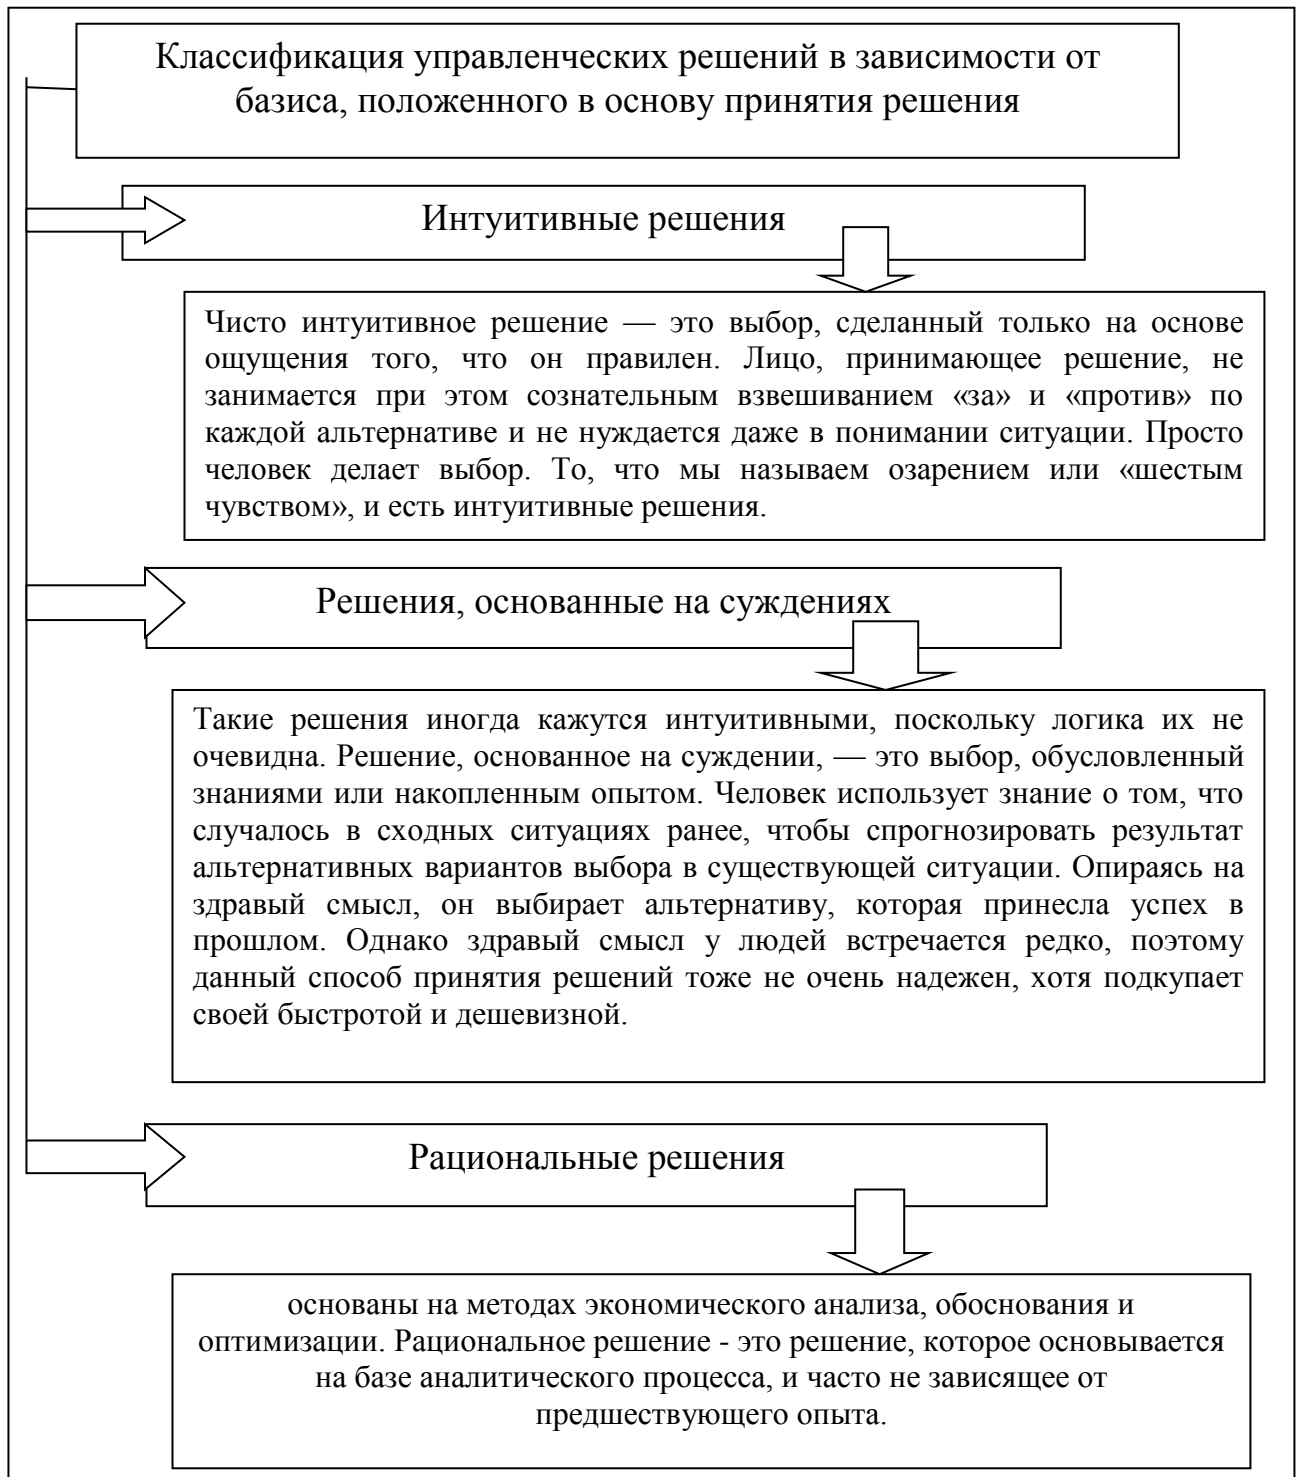 Классификация управленческих решений в зависимости от
базиса, положенного в основу принятия решения
Интуитивные решения
Чисто интуитивное решение — это выбор, сделанный только на основе
ощущения того, что он правилен. Лицо, принимающее решение, не
занимается при этом сознательным взвешиванием «за» и «против» по
каждой альтернативе и не нуждается даже в понимании ситуации. Просто
человек делает выбор. То, что мы называем озарением или «шестым
чувством», и есть интуитивные решения.
Решения, основанные на суждениях
Такие решения иногда кажутся интуитивными, поскольку логика их не
очевидна. Решение, основанное на суждении, — это выбор, обусловленный
знаниями или накопленным опытом. Человек использует знание о том, что
случалось в сходных ситуациях ранее, чтобы спрогнозировать результат
альтернативных вариантов выбора в существующей ситуации. Опираясь на
здравый смысл, он выбирает альтернативу, которая принесла успех в
прошлом. Однако здравый смысл у людей встречается редко, поэтому
данный способ принятия решений тоже не очень надежен, хотя подкупает
своей быстротой и дешевизной.
Рациональные решения
основаны на методах экономического анализа, обоснования и
оптимизации. Рациональное решение - это решение, которое основывается
на базе аналитического процесса, и часто не зависящее от
предшествующего опыта.